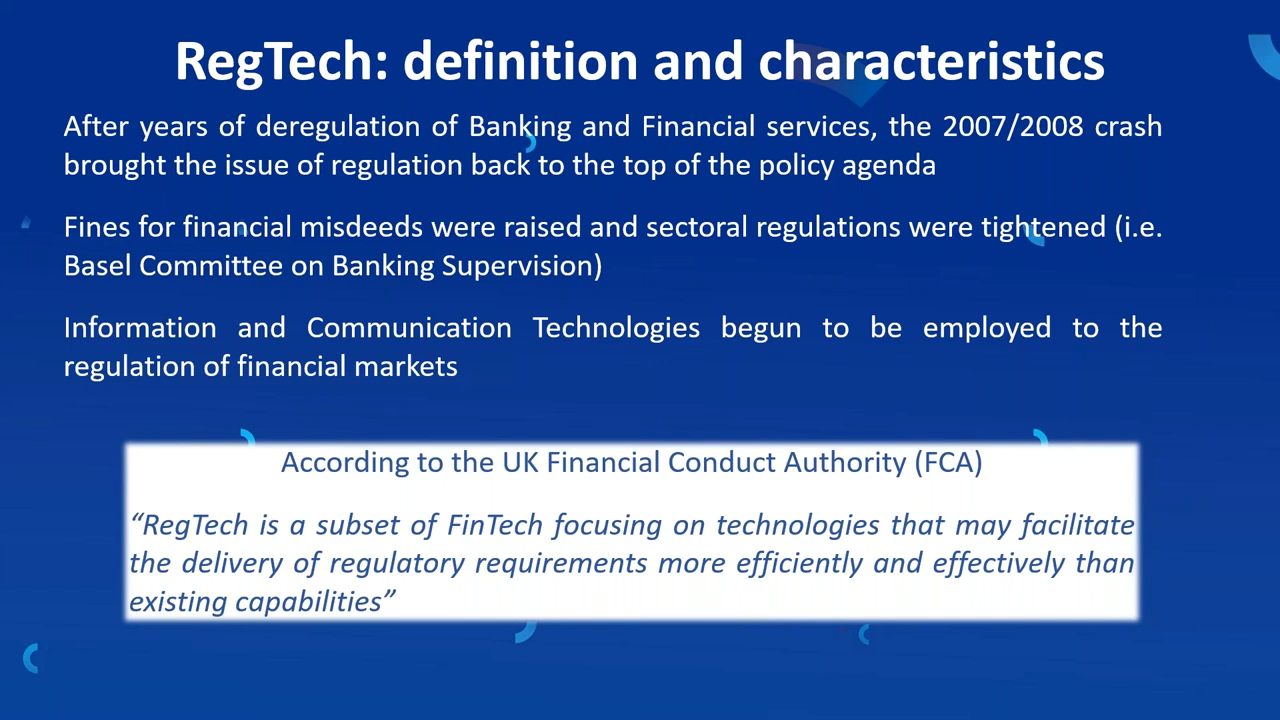 RegTech: definition and characteristics
After years of deregulation of Banking and Financial services, the 2007/2008 crash
brought the issue of regulation back to the top of the policy agenda
Fines for financial misdeeds were raised and sectoral regulations were tightened (i.e.
Basel Committee on Banking Supervision)
Information and Communication Technologies begun to be employed to the
regulation of financial markets
According to the UK Financial Conduct Authority (FCA)
“RegTech is a subset of FinTech focusing on technologies that may facilitate
the delivery of regulatory requirements more efficiently and effectively than
existing capabilities”